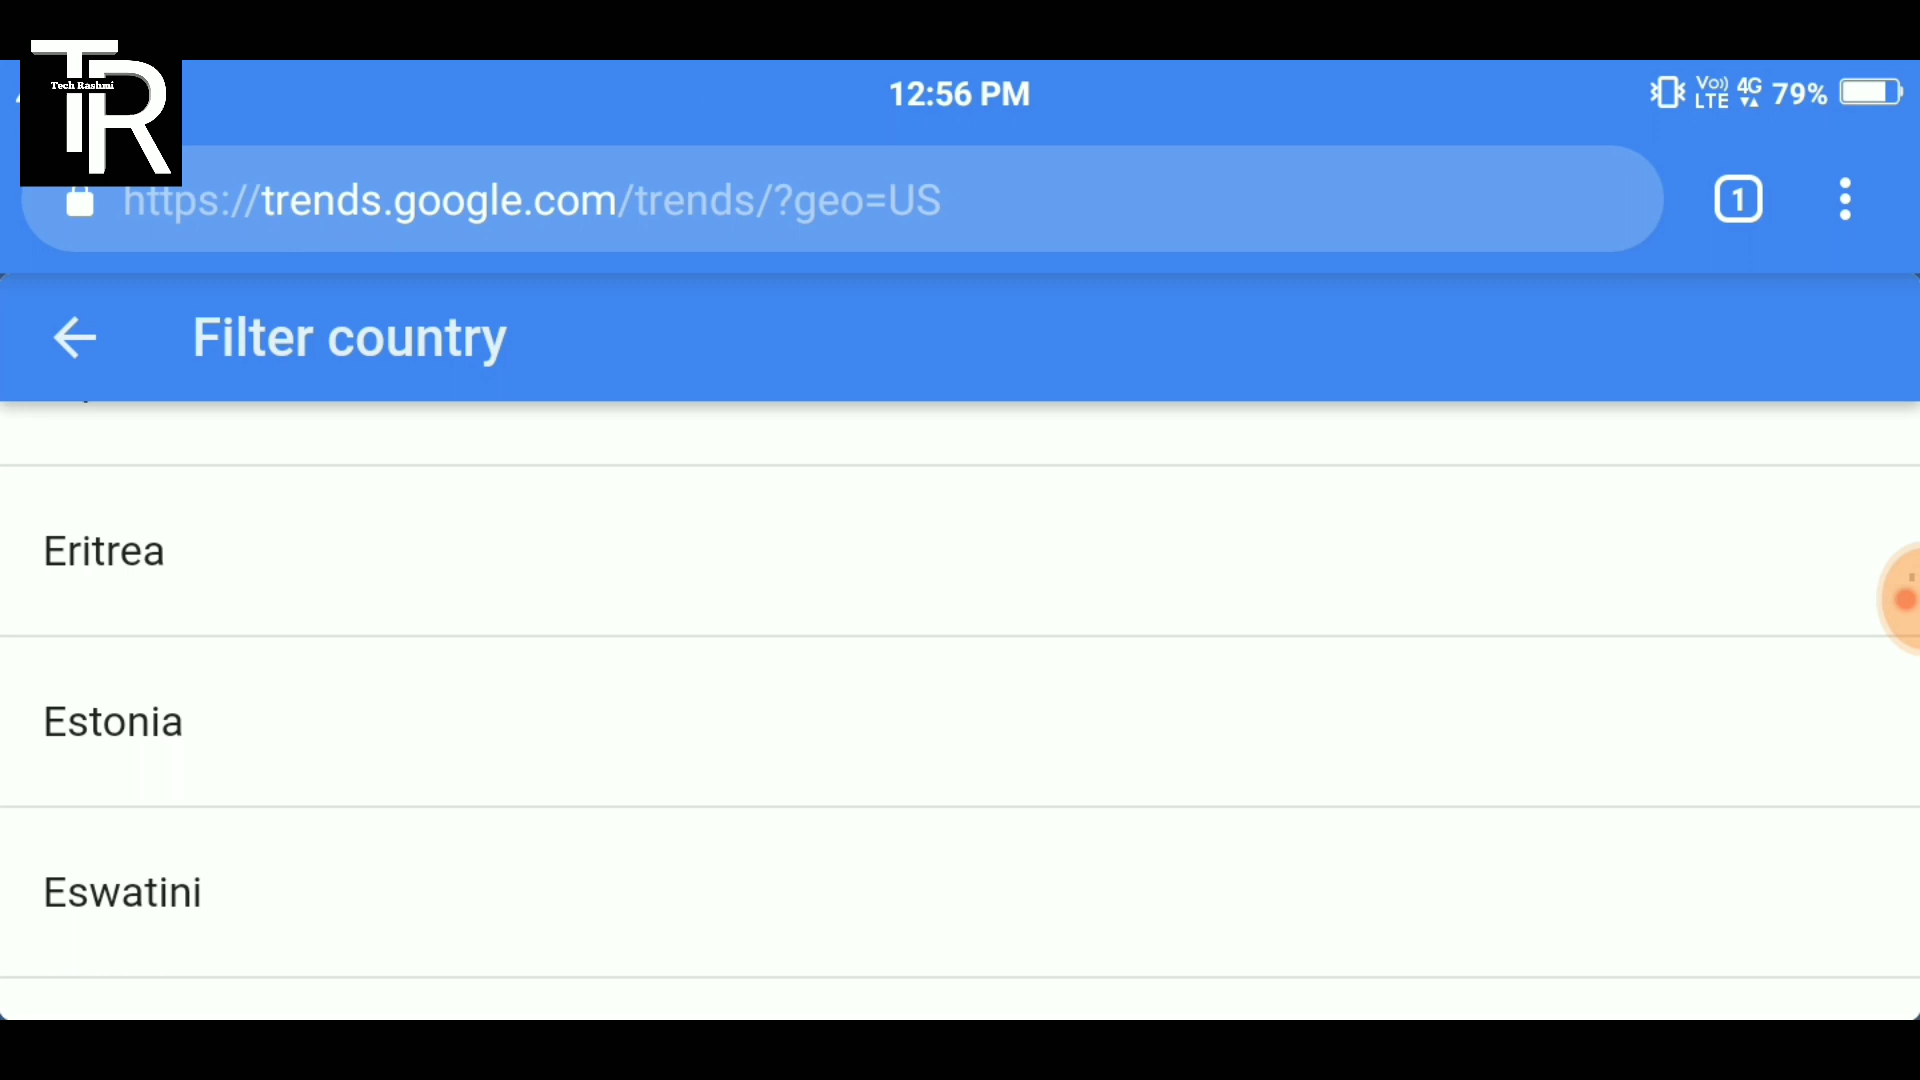 TR
Tech Rashmi
12:56 PM
Vo)) LTE 4G 79%
https://trends.google.com/trends/?geo=US
1
Filter country
Eritrea
Estonia
Eswatini